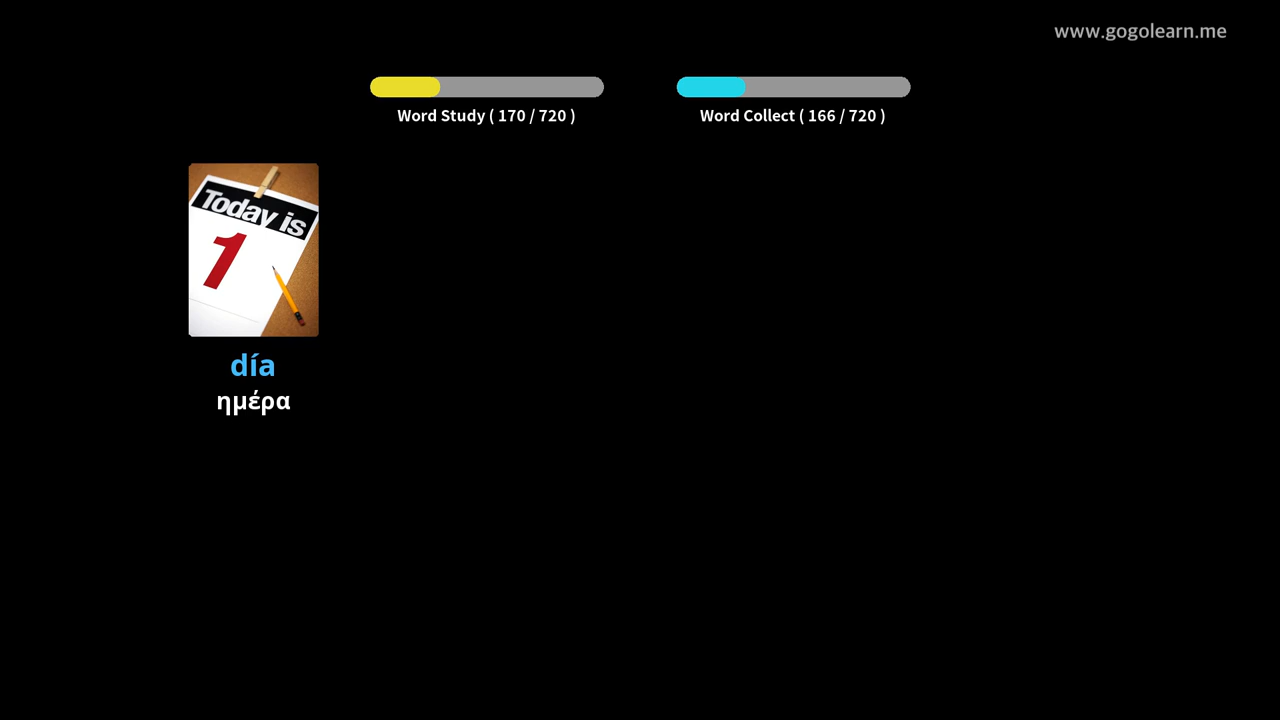 www.gogolearn.me
Word Study ( 170 / 720 )
Word Collect ( 166 / 720 )
Today is
1
día
ημέρα